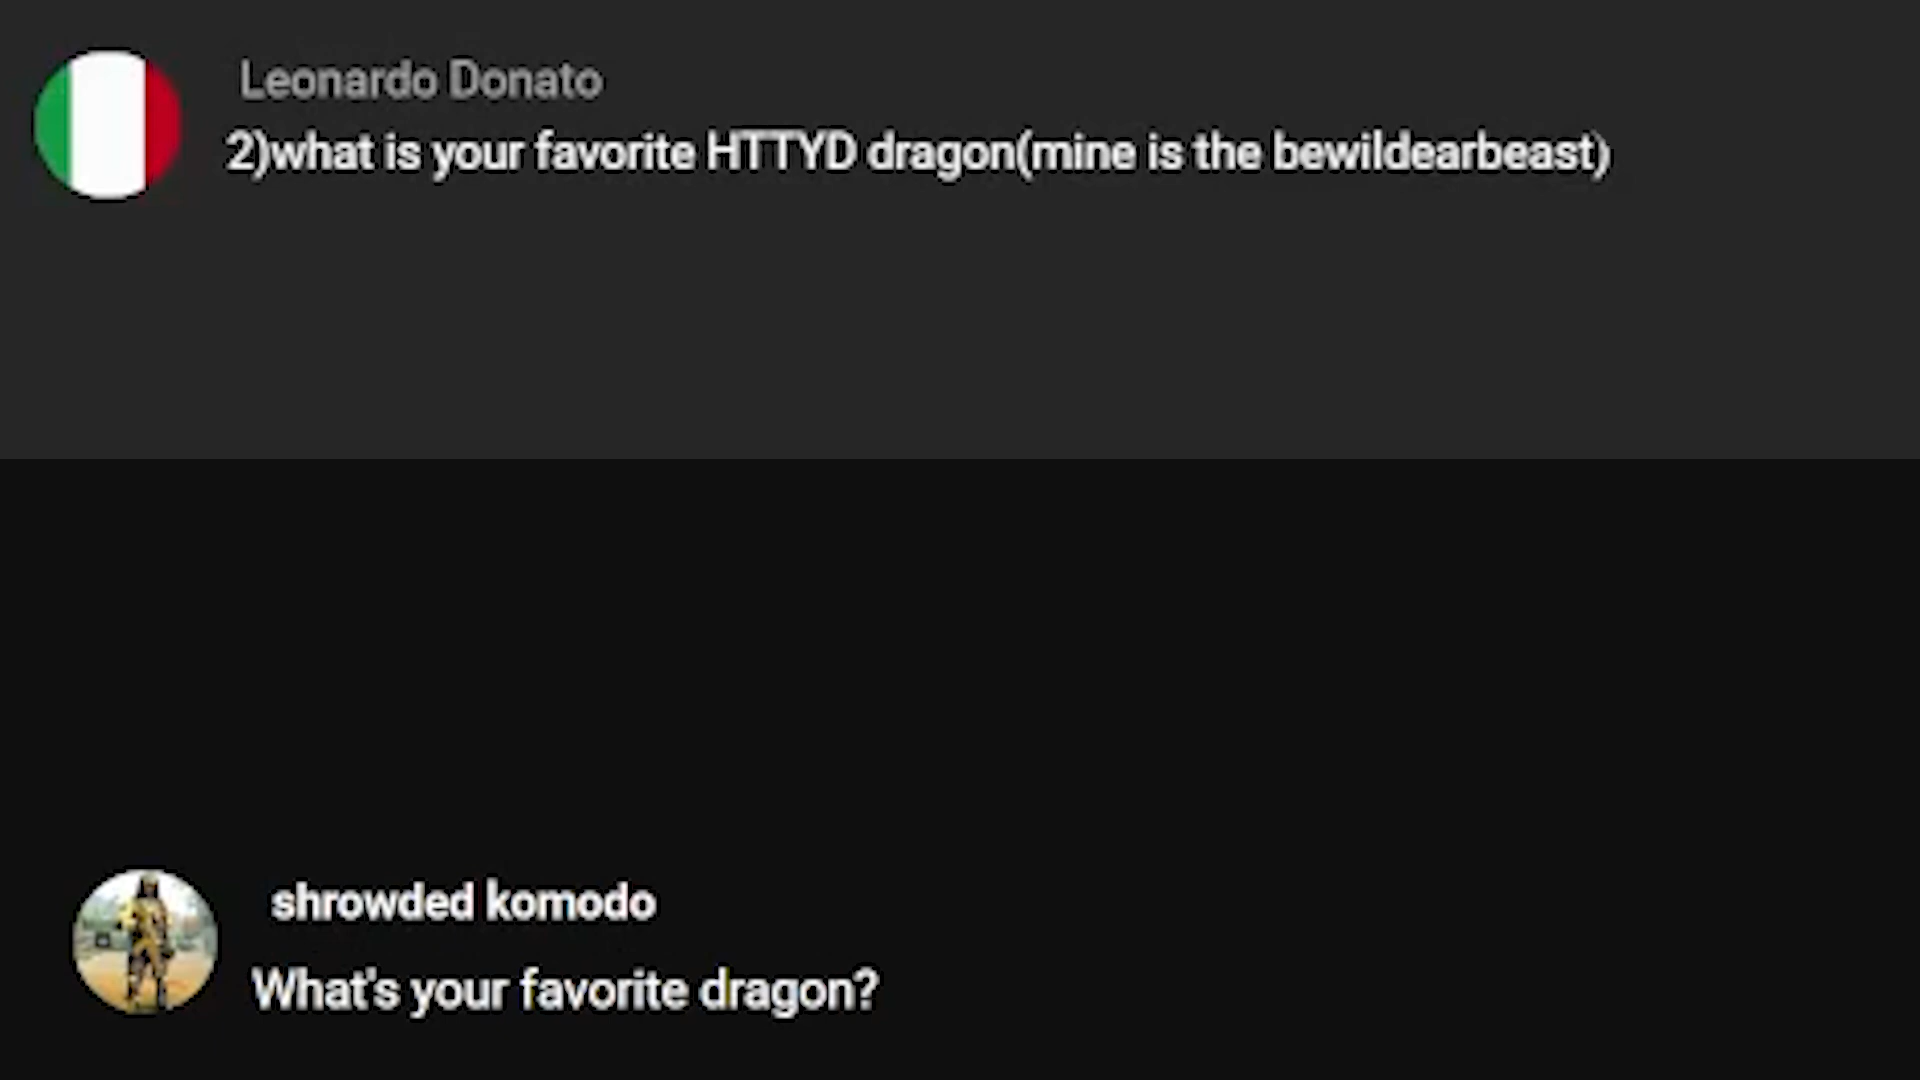 Leonardo Donato
2)what is your favorite HTTYD dragon(mine is the bewildearbeast)
shrowded komodo
What's your favorite dragon?